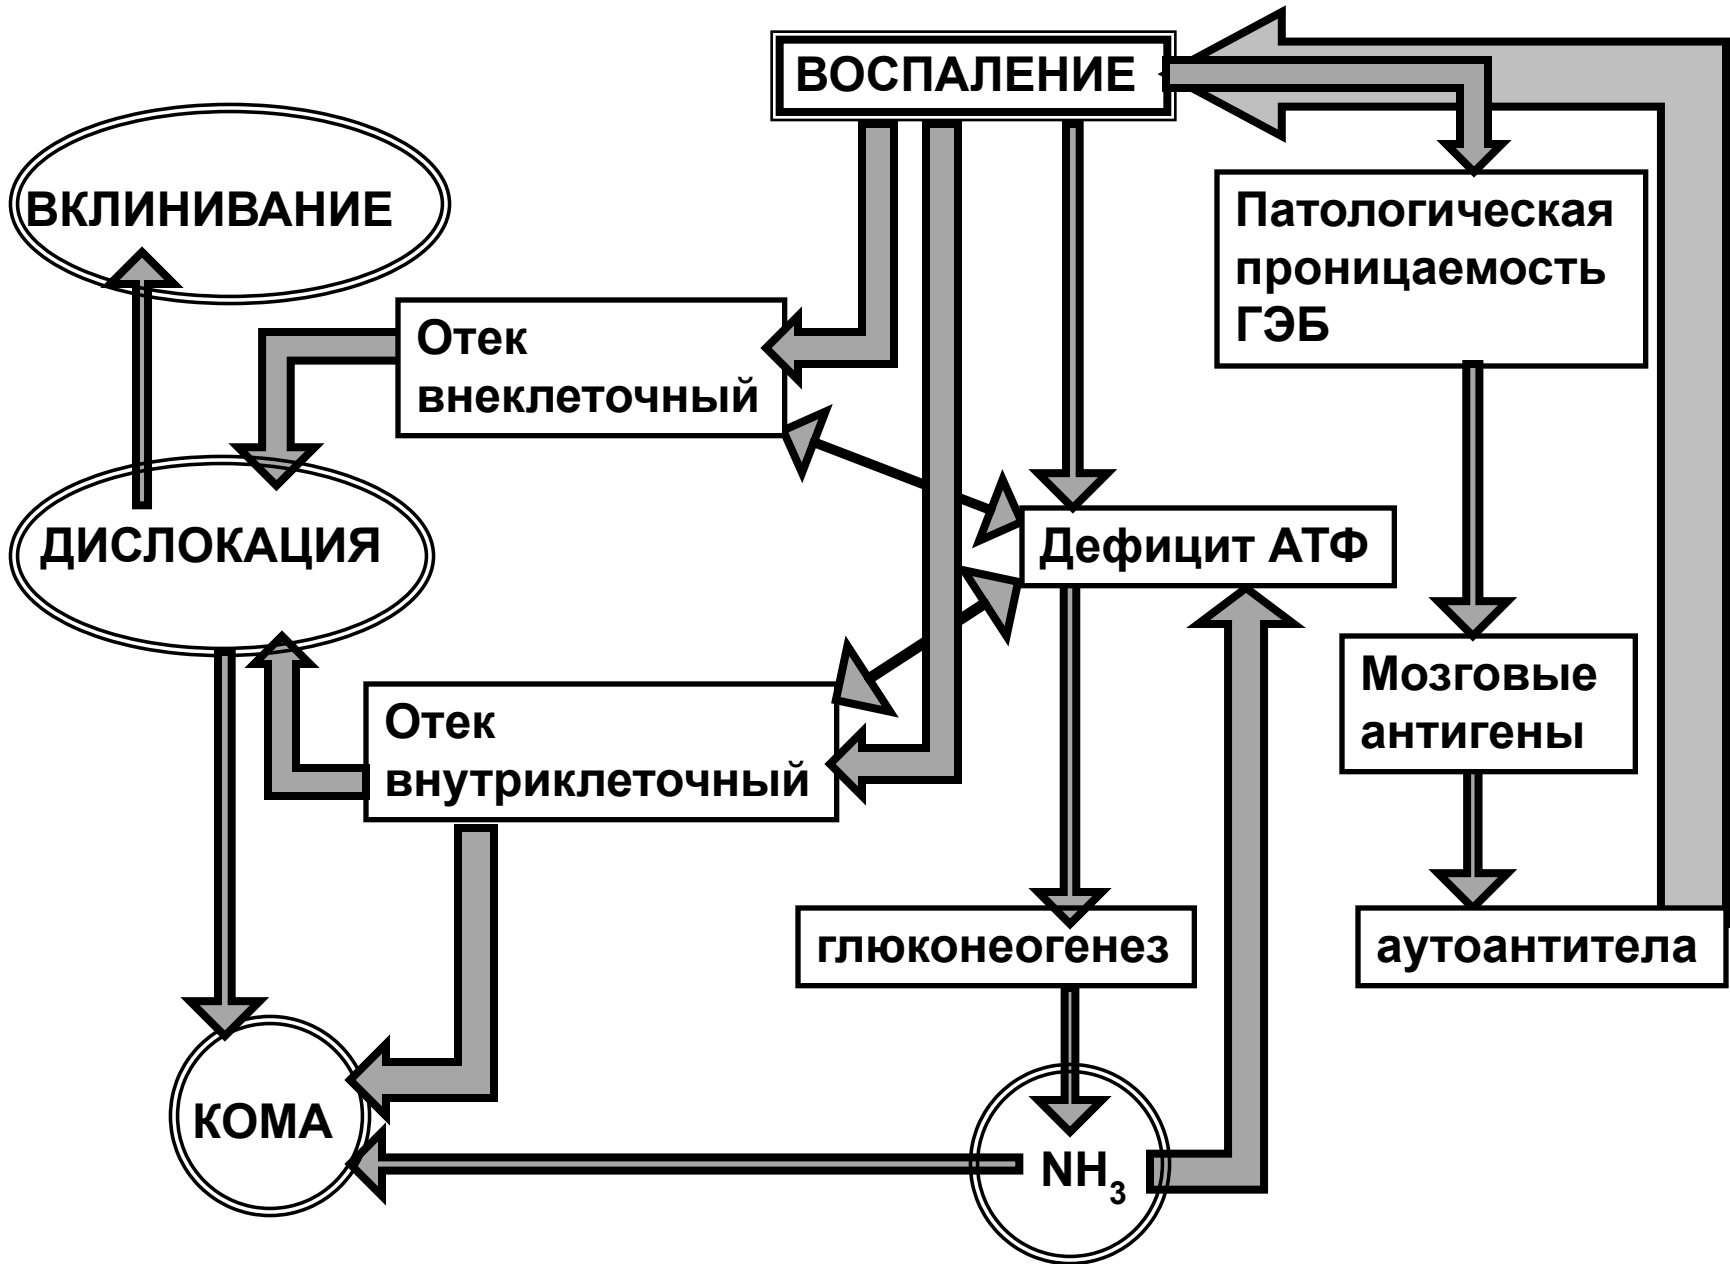 ВОСПАЛЕНИЕ
ВКЛИНИВАНИЕ
Патологическая
проницаемость
ГЭБ
Отек
внеклеточный
ДИСЛОКАЦИЯ
Дефицит АТФ
Мозговые
антигены
Отек
внутриклеточный
глюконеогенез
аутоантитела
КОМА
NH₃